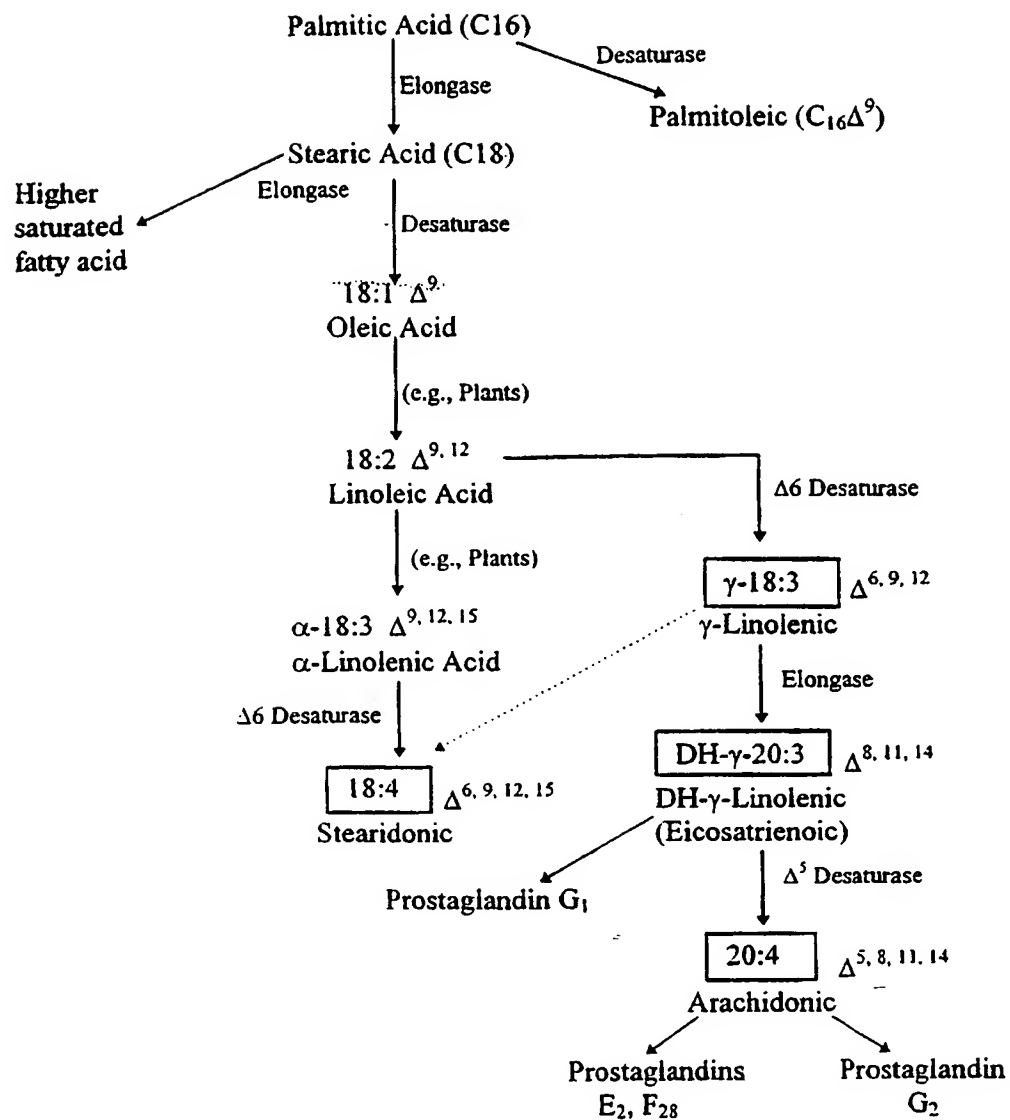 Palmitic Acid (C16)
Desaturase
Elongase
Palmitoleic (C₁₆Δ⁹)
Stearic Acid (C18)
Elongase
Higher
saturated
fatty acid
Desaturase
18:1 Δ⁹
Oleic Acid
(e.g., Plants)
18:2 Δ⁹, ¹²
Linoleic Acid
Δ6 Desaturase
(e.g., Plants)
γ-18:3 Δ⁶, ⁹, ¹²
γ-Linolenic
α-18:3 Δ⁹, ¹², ¹⁵
α-Linolenic Acid
Elongase
Δ6 Desaturase
DH-γ-20:3 Δ⁸, ¹¹, ¹⁴
DH-γ-Linolenic
(Eicosatrienoic)
18:4 Δ⁶, ⁹, ¹², ¹⁵
Stearidonic
Δ⁵ Desaturase
Prostaglandin G₁
20:4 Δ⁵, ⁸, ¹¹, ¹⁴
Arachidonic
Prostaglandins
E₂, F₂₈
Prostaglandin
G₂